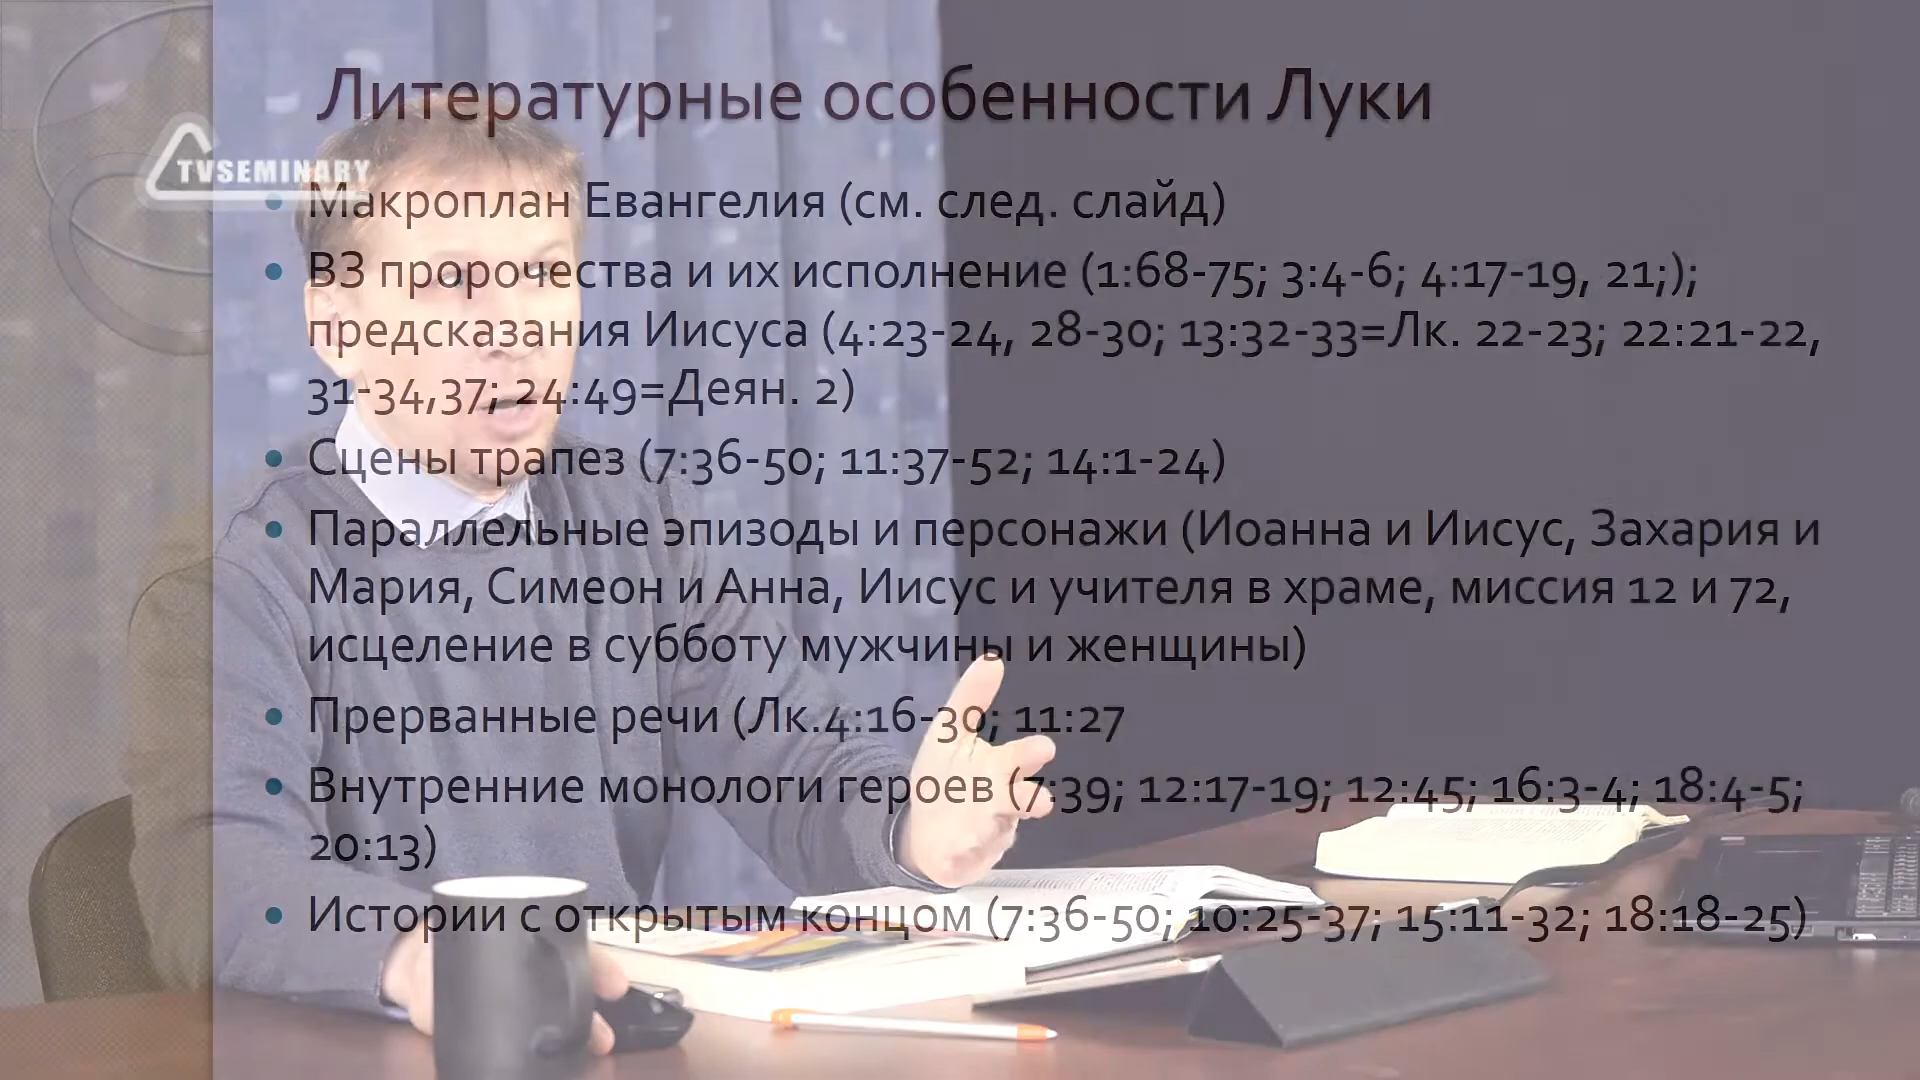 Литературные особенности Луки
TVSEMINARY
Макроплан Евангелия (см. след. слайд)
ВЗ пророчества и их исполнение (1:68-75; 3:4-6; 4:17-19, 21;);
предсказания Иисуса (4:23-24, 28-30; 13:32-33=Лк. 22-23; 22:21-22,
31-34,37; 24:49=Деян. 2)
Сцены трапез (7:36-50; 11:37-52; 14:1-24)
Параллельные эпизоды и персонажи (Иоанна и Иисус, Захария и
Мария, Симеон и Анна, Иисус и учителя в храме, миссия 12 и 72,
исцеление в субботу мужчины и женщины)
Прерванные речи (Лк.4:16-30; 11:27
Внутренние монологи героев (7:39; 12:17-19; 12:45; 16:3-4; 18:4-5;
20:13)
Истории с открытым концом (7:36-50; 10:25-37; 15:11-32; 18:18-25)